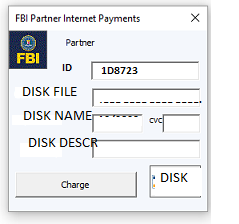 FBI Partner Internet Payments
Partner
FBI
ID 1D8723
DISK FILE
DISK NAME cvc
DISK DESCR
Charge DISK